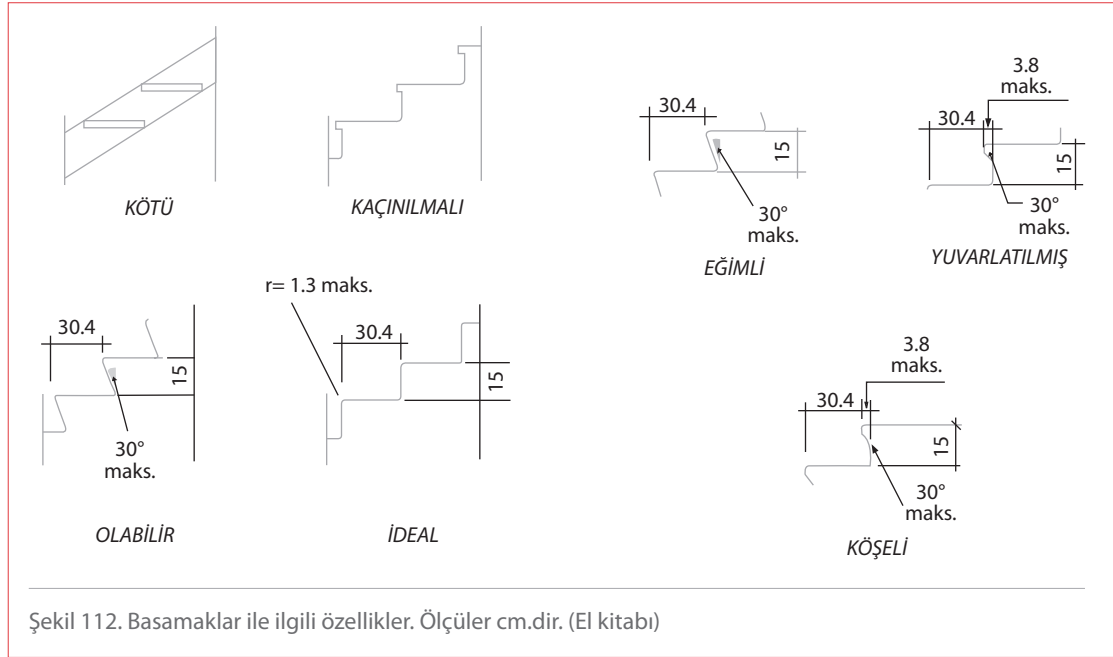 KÖTÜ
KAÇINILMALI
30.4
15
30°
maks.
EĞİMLİ
3.8
maks.
30.4
15
30°
maks.
YUVARLATILMIŞ
30.4
15
30°
maks.
OLABİLİR
r= 1.3 maks.
30.4
15
İDEAL
3.8
maks.
30.4
15
30°
maks.
KÖŞELİ
Şekil 112. Basamaklar ile ilgili özellikler. Ölçüler cm.dir. (El kitabı)